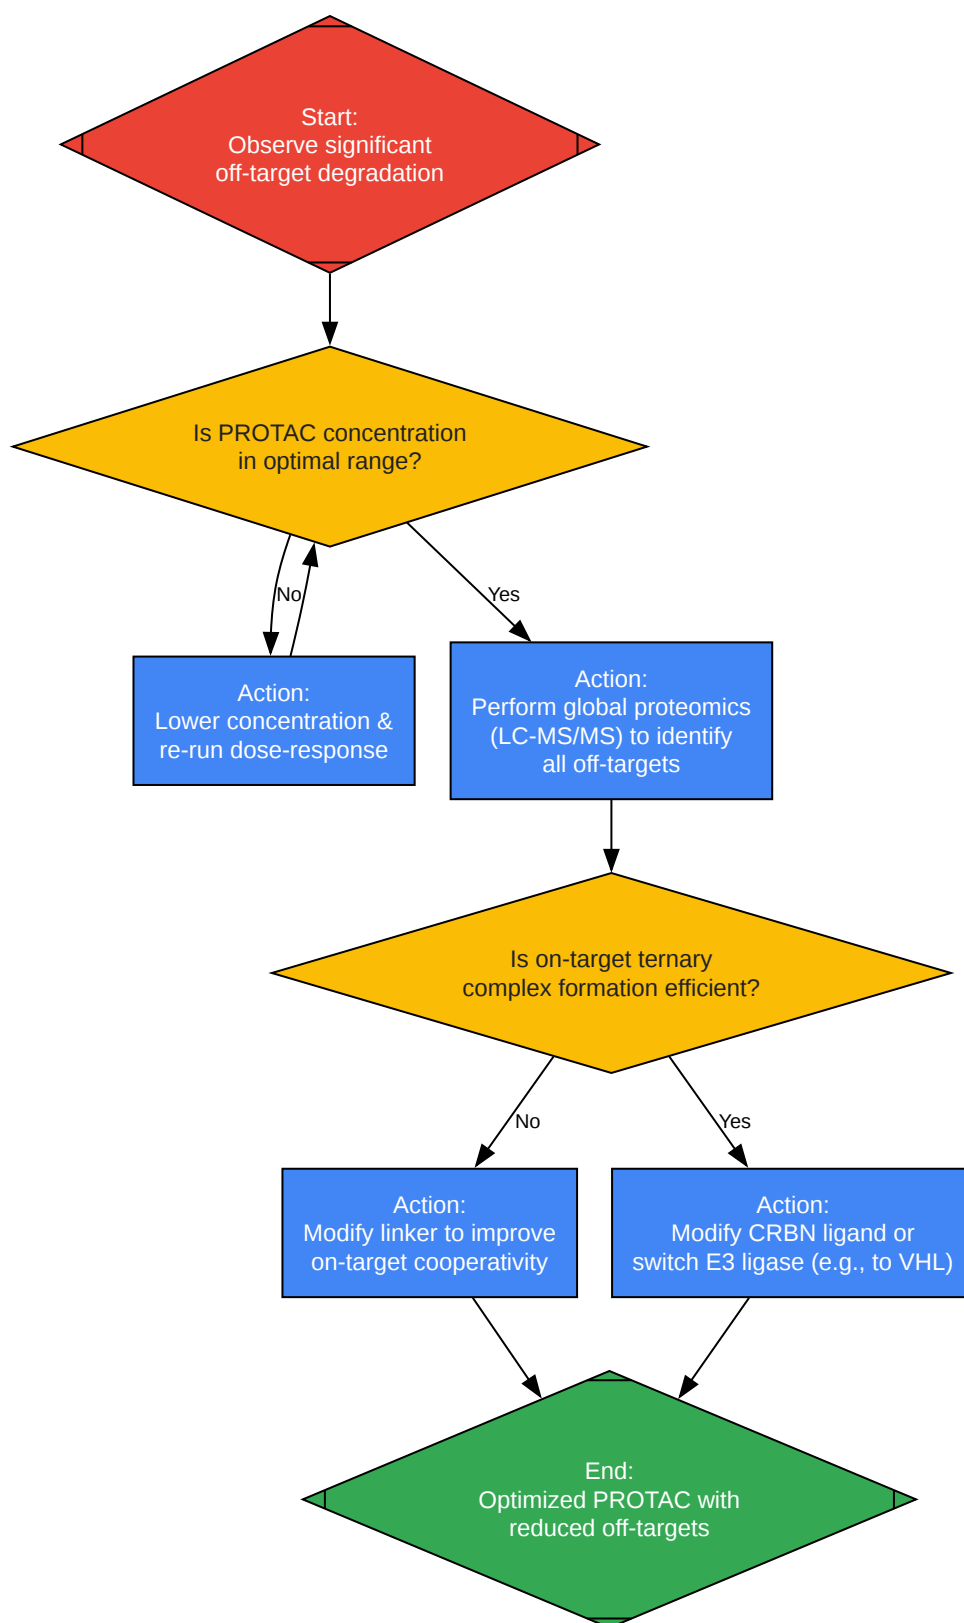 Start:
Observe significant
off-target degradation
Is PROTAC concentration
in optimal range?
No
Yes
Action:
Lower concentration &
re-run dose-response
Action:
Perform global proteomics
(LC-MS/MS) to identify
all off-targets
Is on-target ternary
complex formation efficient?
No
Yes
Action:
Modify linker to improve
on-target cooperativity
Action:
Modify CRBN ligand or
switch E3 ligase (e.g., to VHL)
End:
Optimized PROTAC with
reduced off-targets